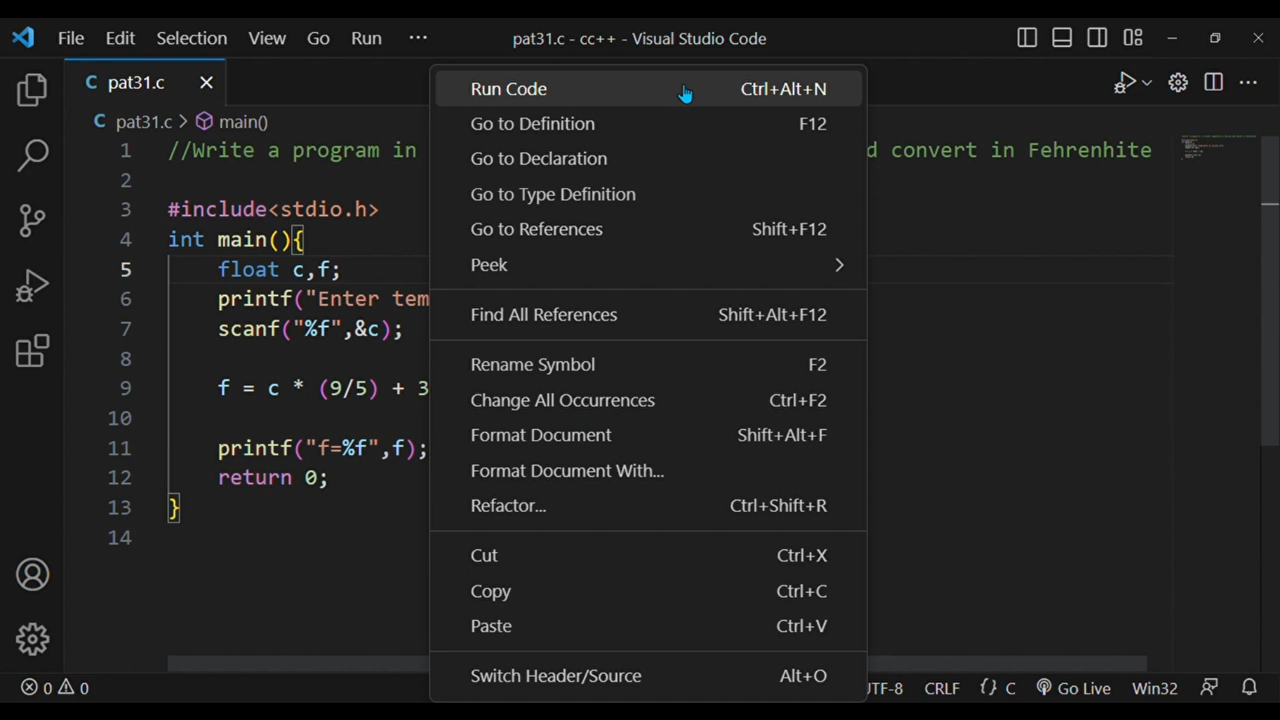 File Edit Selection View Go Run ··· pat31.c - cc++ - Visual Studio Code
C pat31.c
C pat31.c > main()
1 //Write a program in d convert in Fehrenhite
2
3 #include<stdio.h>
4 int main(){
5 float c,f;
6 printf("Enter tem
7 scanf("%f",&c);
8
9 f = c * (9/5) + 3
10
11 printf("f=%f",f);
12 return 0;
13 }
14
Run Code Ctrl+Alt+N
Go to Definition F12
Go to Declaration
Go to Type Definition
Go to References Shift+F12
Peek >
Find All References Shift+Alt+F12
Rename Symbol F2
Change All Occurrences Ctrl+F2
Format Document Shift+Alt+F
Format Document With...
Refactor... Ctrl+Shift+R
Cut Ctrl+X
Copy Ctrl+C
Paste Ctrl+V
Switch Header/Source Alt+O
0 0 UTF-8 CRLF {} C Go Live Win32